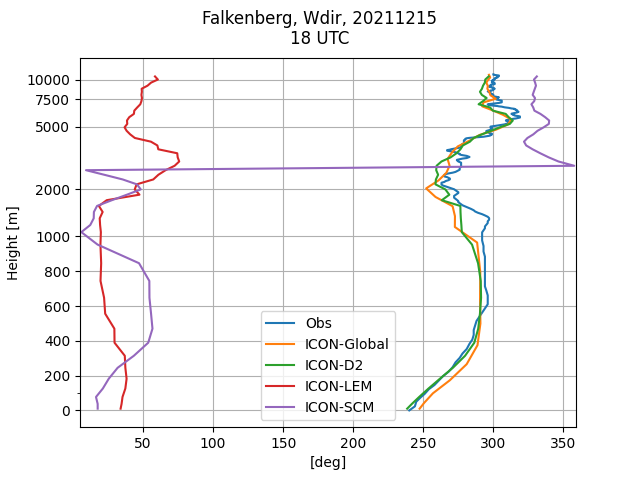 Falkenberg, Wdir, 20211215
18 UTC
Height [m]
10000
7500
5000
2000
1000
800
600
400
200
0
Obs
ICON-Global
ICON-D2
ICON-LEM
ICON-SCM
50
100
150
200
250
300
350
[deg]